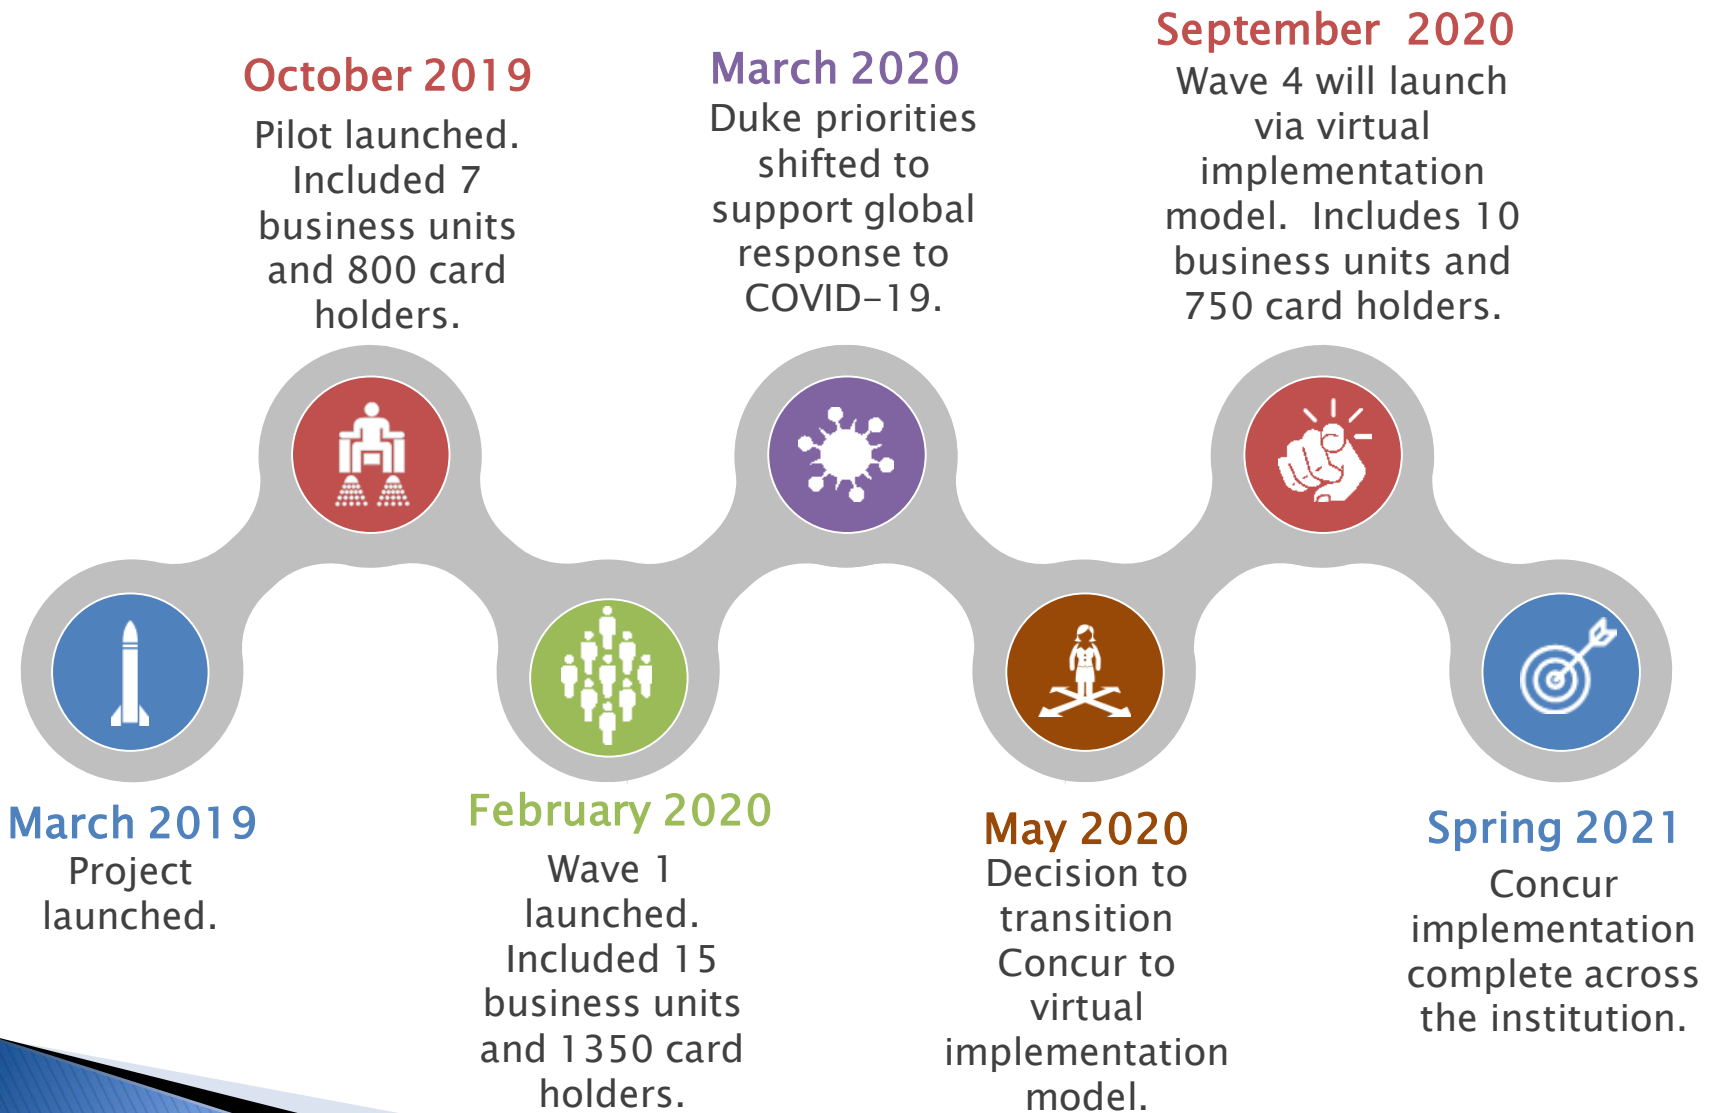 March 2019
Project
launched.
October 2019
Pilot launched.
Included 7
business units
and 800 card
holders.
February 2020
Wave 1
launched.
Included 15
business units
and 1350 card
holders.
March 2020
Duke priorities
shifted to
support global
response to
COVID-19.
May 2020
Decision to
transition
Concur to
virtual
implementation
model.
September 2020
Wave 4 will launch
via virtual
implementation
model. Includes 10
business units and
750 card holders.
Spring 2021
Concur
implementation
complete across
the institution.